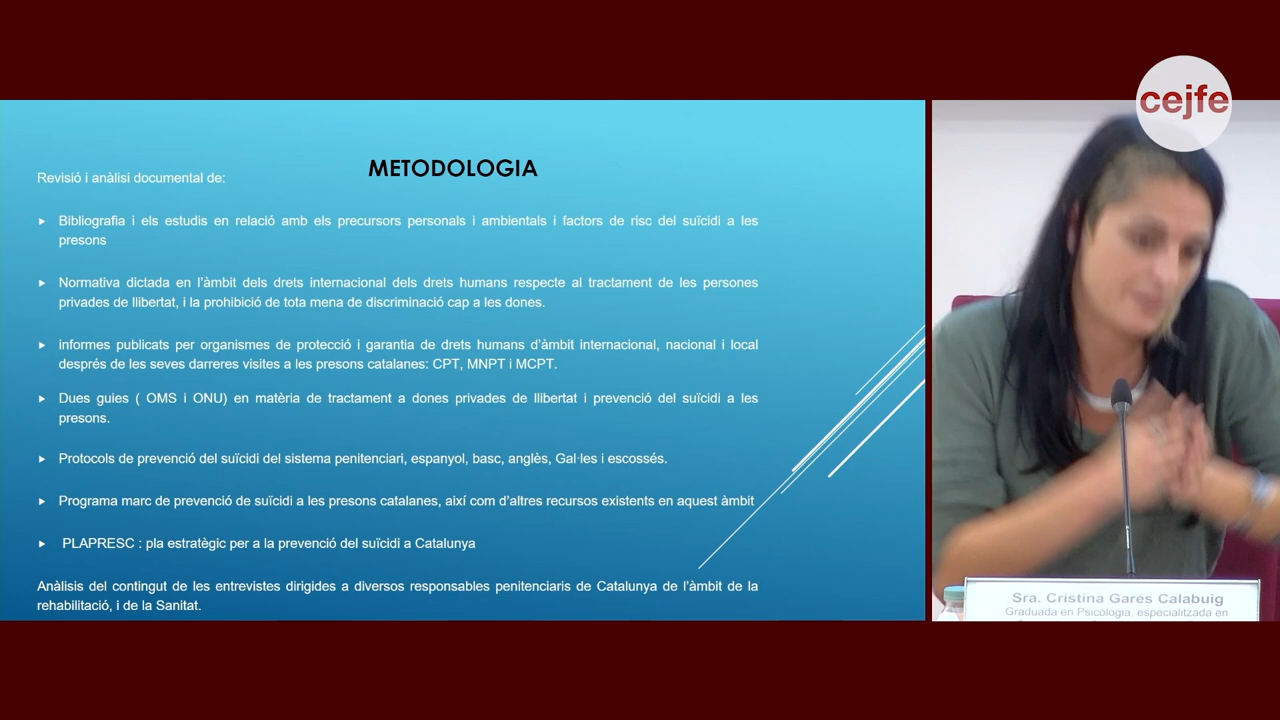 cejfe
METODOLOGIA
Revisió i anàlisi documental de:
Bibliografia i els estudis en relació amb els precursors personals i ambientals i factors de risc del suïcidi a les
presons
Normativa dictada en l'àmbit dels drets internacional dels drets humans respecte al tractament de les persones
privades de llibertat, i la prohibició de tota mena de discriminació cap a les dones.
informes publicats per organismes de protecció i garantia de drets humans d'àmbit internacional, nacional i local
després de les seves darreres visites a les presons catalanes: CPT, MNPT i MCPT.
Dues guies ( OMS i ONU) en matèria de tractament a dones privades de llibertat i prevenció del suïcidi a les
presons.
Protocols de prevenció del suïcidi del sistema penitenciari, espanyol, basc, anglès, Gal·les i escossés.
Programa marc de prevenció de suïcidi a les presons catalanes, així com d'altres recursos existents en aquest àmbit
PLAPRESC : pla estratègic per a la prevenció del suïcidi a Catalunya
Anàlisis del contingut de les entrevistes dirigides a diversos responsables penitenciaris de Catalunya de l'àmbit de la
rehabilitació, i de la Sanitat.
Sra. Cristina Garés Calabuig
Graduada en Psicologia, especialitzada en